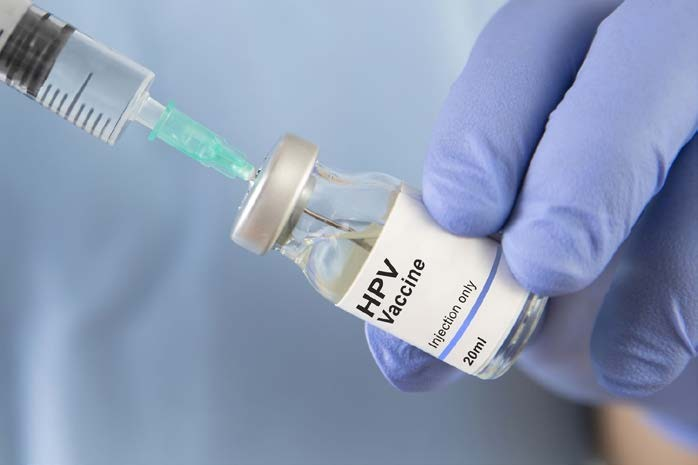 HPV
Vaccine
Injection only
20ml